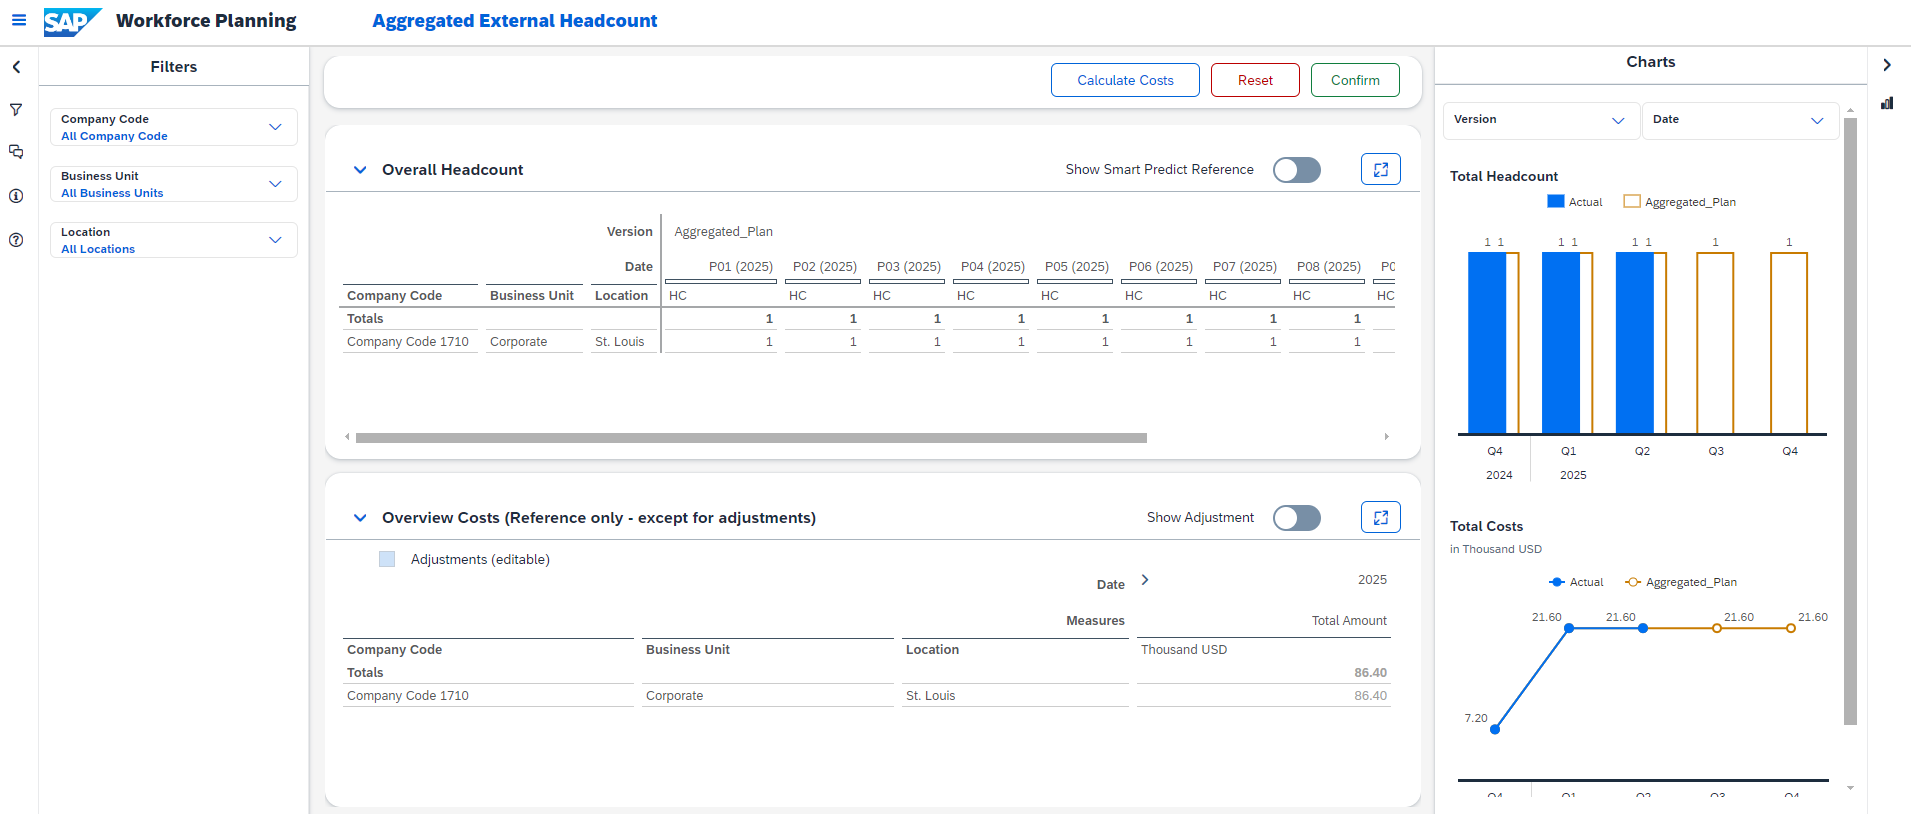 SAP Workforce Planning
Aggregated External Headcount
Filters
Company Code
All Company Code
Business Unit
All Business Units
Location
All Locations
Calculate Costs
Reset
Confirm
Overall Headcount
Show Smart Predict Reference
Version Aggregated_Plan
Date P01 (2025) P02 (2025) P03 (2025) P04 (2025) P05 (2025) P06 (2025) P07 (2025) P08 (2025) P0
Company Code Business Unit Location HC HC HC HC HC HC HC HC HC
Totals 1 1 1 1 1 1 1 1
Company Code 1710 Corporate St. Louis 1 1 1 1 1 1 1 1
Overview Costs (Reference only - except for adjustments)
Show Adjustment
Adjustments (editable)
Date 2025
Measures Total Amount
Company Code Business Unit Location Thousand USD
Totals 86.40
Company Code 1710 Corporate St. Louis 86.40
Charts
Version Date
Total Headcount
Actual Aggregated_Plan
1 1 1 1 1 1 1 1
Q4 Q1 Q2 Q3 Q4
2024 2025
Total Costs
in Thousand USD
Actual Aggregated_Plan
21.60 21.60 21.60 21.60
7.20
Q4 Q1 Q2 Q3 Q4